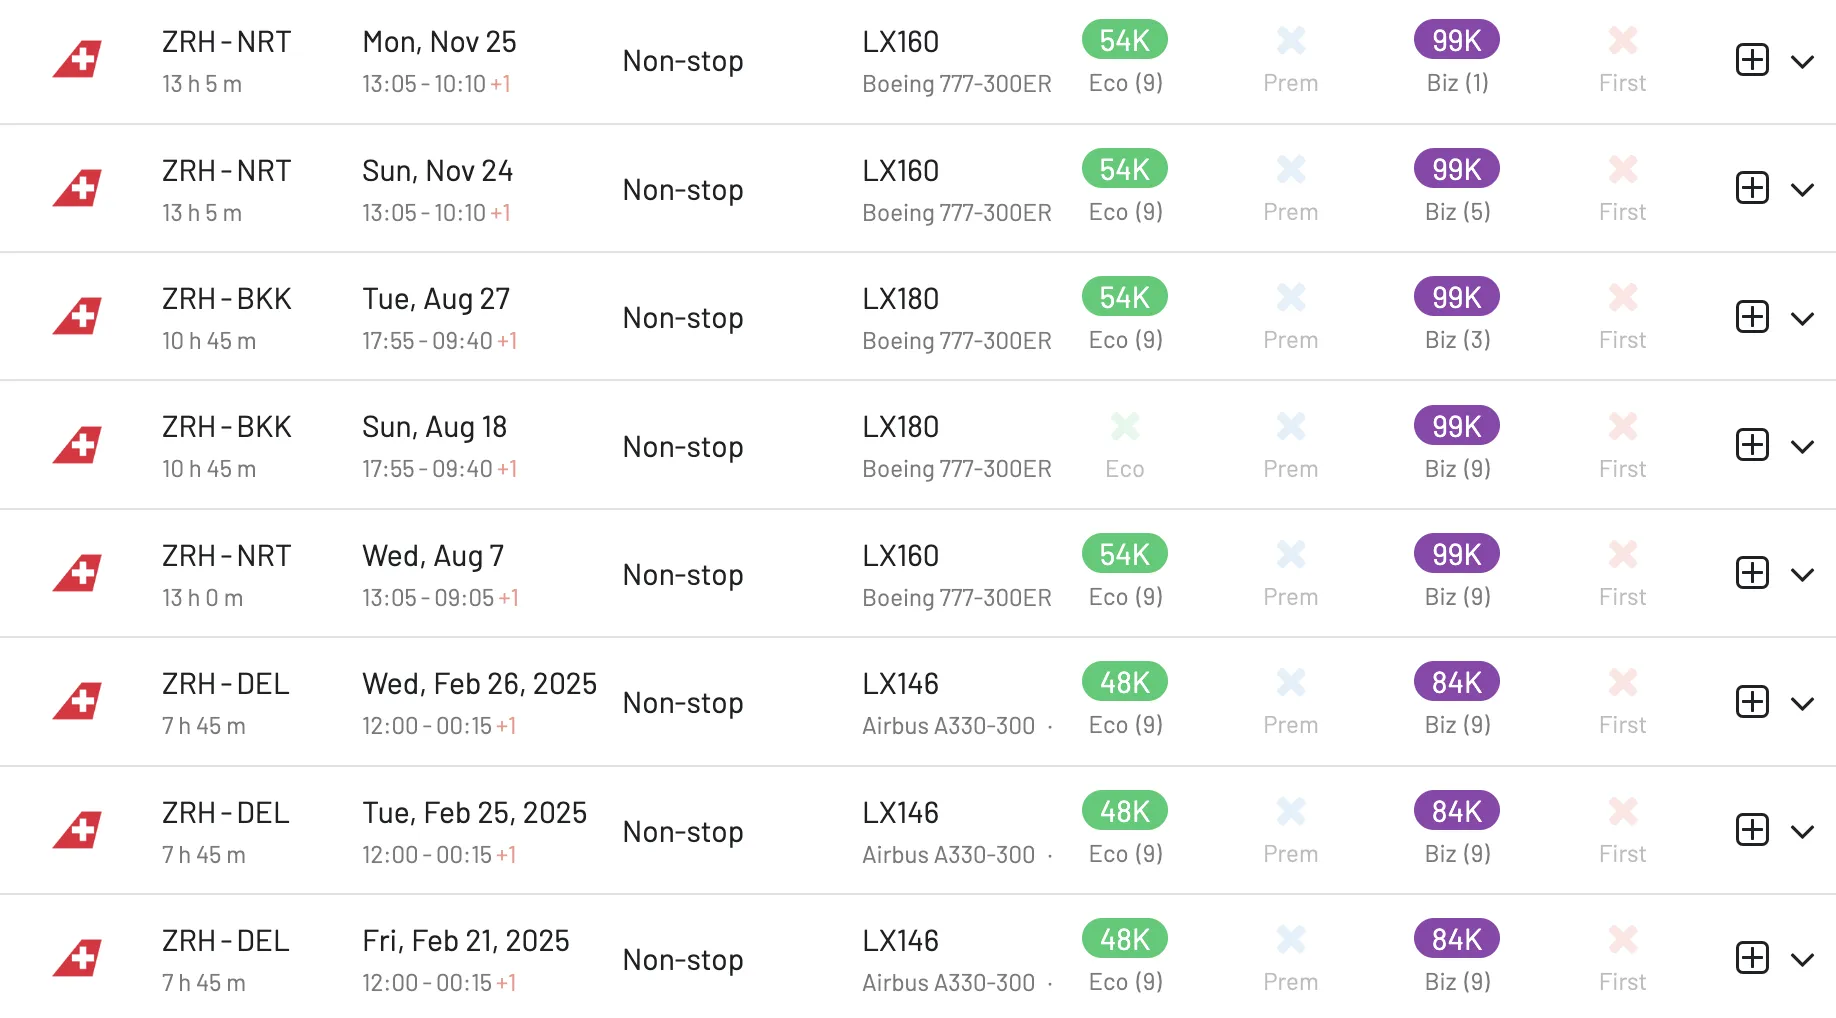 ZRH - NRT Mon, Nov 25 Non-stop LX160 54K 99K
13 h 5 m 13:05 - 10:10 +1 Boeing 777-300ER Eco (9) Prem Biz (1) First
ZRH - NRT Sun, Nov 24 Non-stop LX160 54K 99K
13 h 5 m 13:05 - 10:10 +1 Boeing 777-300ER Eco (9) Prem Biz (5) First
ZRH - BKK Tue, Aug 27 Non-stop LX180 54K 99K
10 h 45 m 17:55 - 09:40 +1 Boeing 777-300ER Eco (9) Prem Biz (3) First
ZRH - BKK Sun, Aug 18 Non-stop LX180 99K
10 h 45 m 17:55 - 09:40 +1 Boeing 777-300ER Eco Prem Biz (9) First
ZRH - NRT Wed, Aug 7 Non-stop LX160 54K 99K
13 h 0 m 13:05 - 09:05 +1 Boeing 777-300ER Eco (9) Prem Biz (9) First
ZRH - DEL Wed, Feb 26, 2025 Non-stop LX146 48K 84K
7 h 45 m 12:00 - 00:15 +1 Airbus A330-300 · Eco (9) Prem Biz (9) First
ZRH - DEL Tue, Feb 25, 2025 Non-stop LX146 48K 84K
7 h 45 m 12:00 - 00:15 +1 Airbus A330-300 · Eco (9) Prem Biz (9) First
ZRH - DEL Fri, Feb 21, 2025 Non-stop LX146 48K 84K
7 h 45 m 12:00 - 00:15 +1 Airbus A330-300 · Eco (9) Prem Biz (9) First